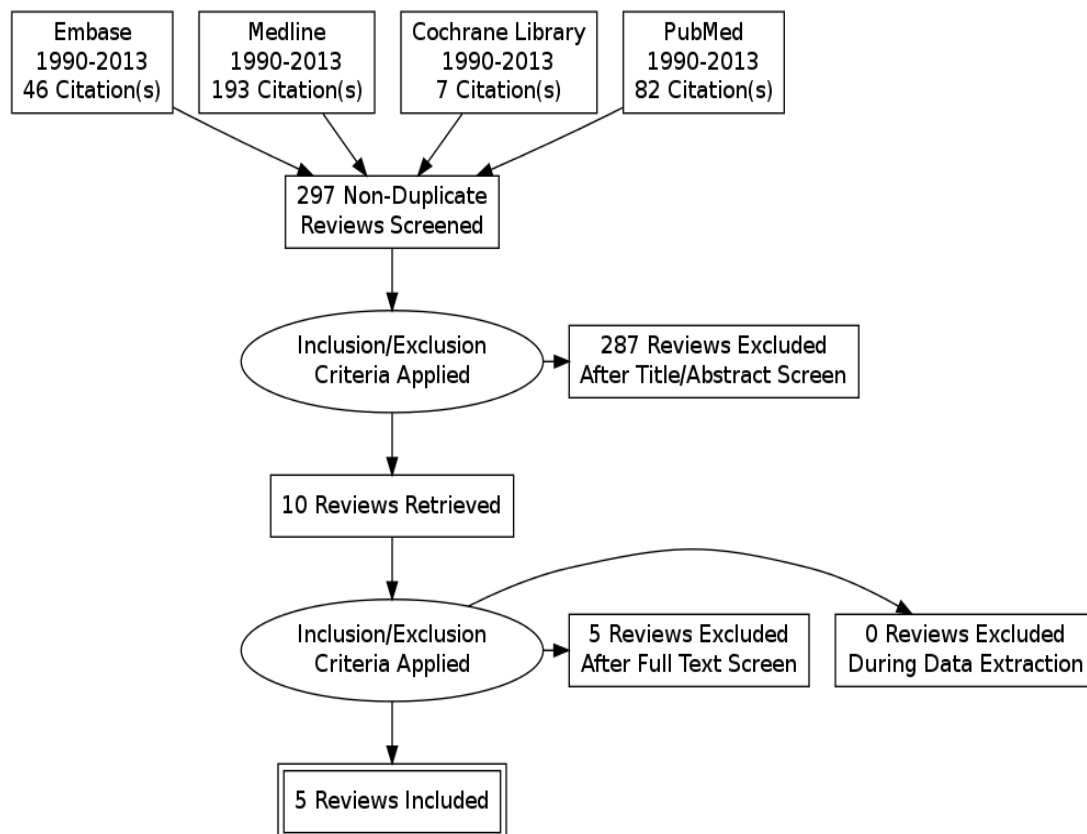 Embase
1990-2013
46 Citation(s)
Medline
1990-2013
193 Citation(s)
Cochrane Library
1990-2013
7 Citation(s)
PubMed
1990-2013
82 Citation(s)
297 Non-Duplicate
Reviews Screened
Inclusion/Exclusion
Criteria Applied
287 Reviews Excluded
After Title/Abstract Screen
10 Reviews Retrieved
Inclusion/Exclusion
Criteria Applied
5 Reviews Excluded
After Full Text Screen
0 Reviews Excluded
During Data Extraction
5 Reviews Included